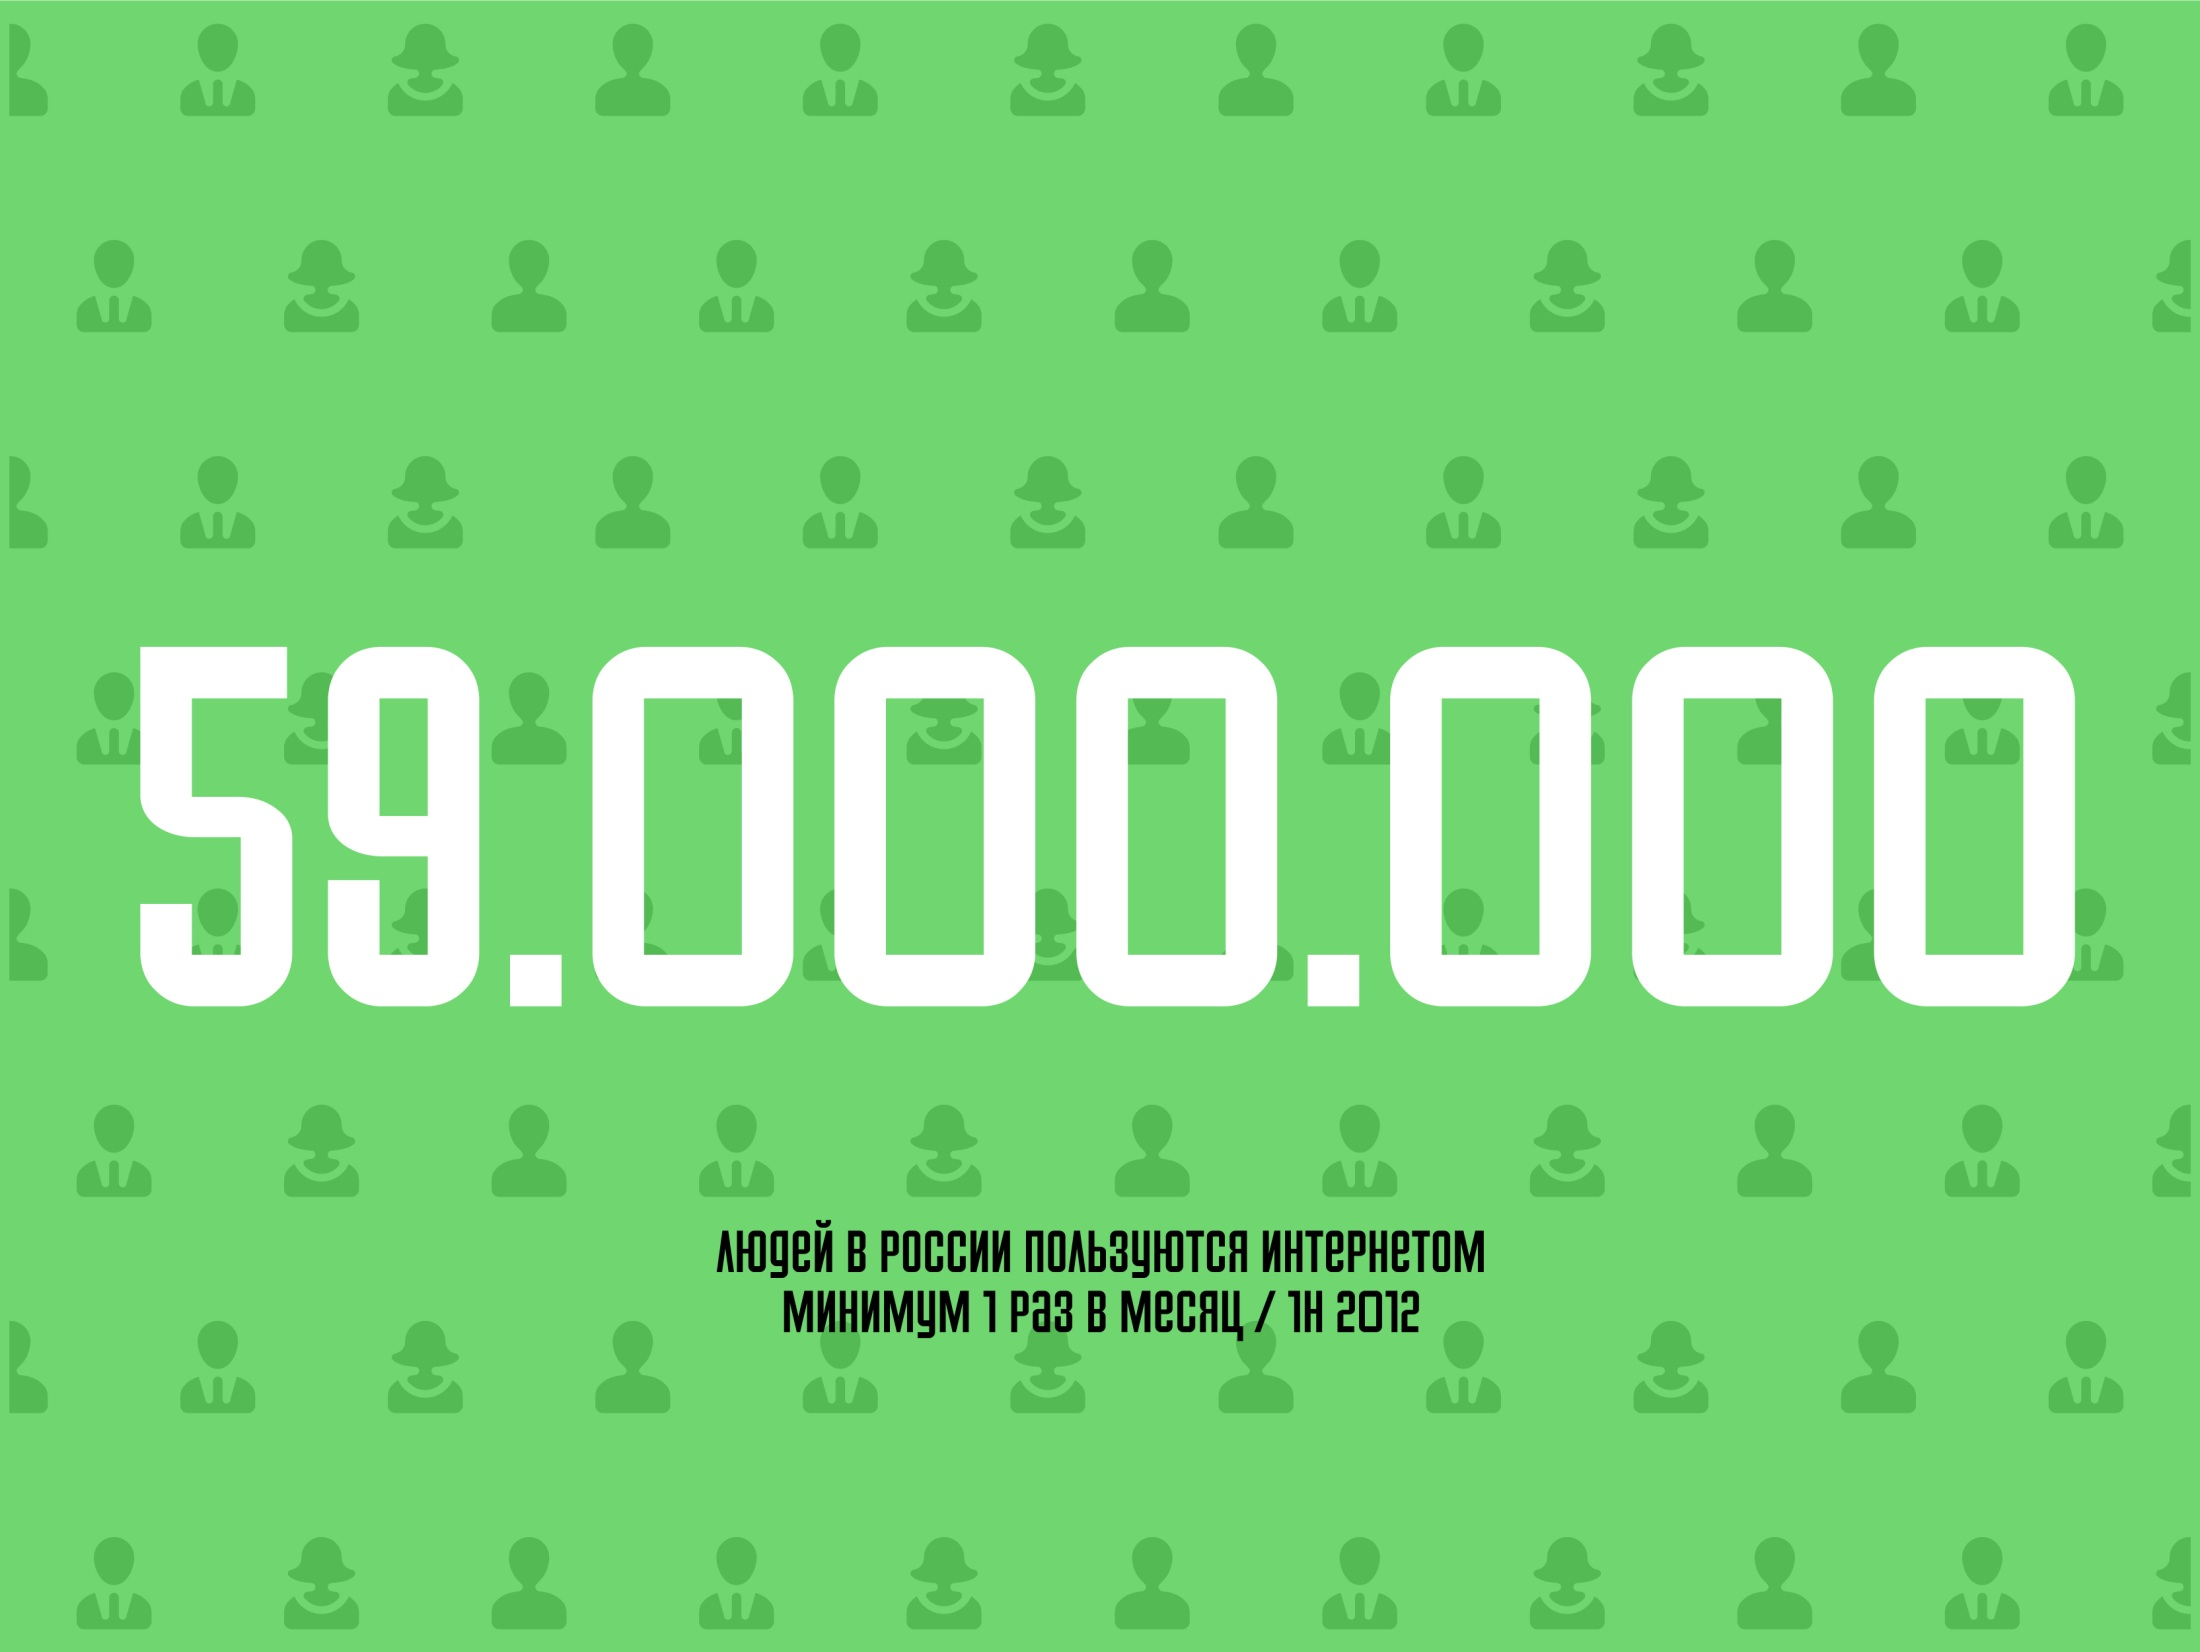 59.000.000
людей в россии пользуются интернетом
минимум 1 раз в месяц / 1H 2012